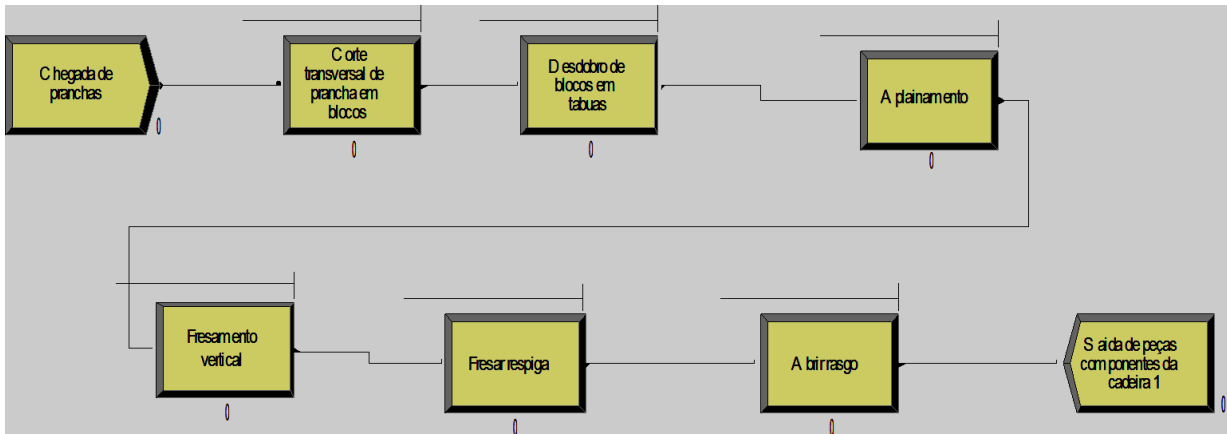 Chegada de
pranchas
Corte
transversal de
prancha em
blocos
Desdobro de
blocos em
tabuas
Aplainamento
0
0
0
0
Fresamento
vertical
Fresar respiga
Abrir rasgo
Saida de peças
componentes da
cadeira 1
0
0
0
0